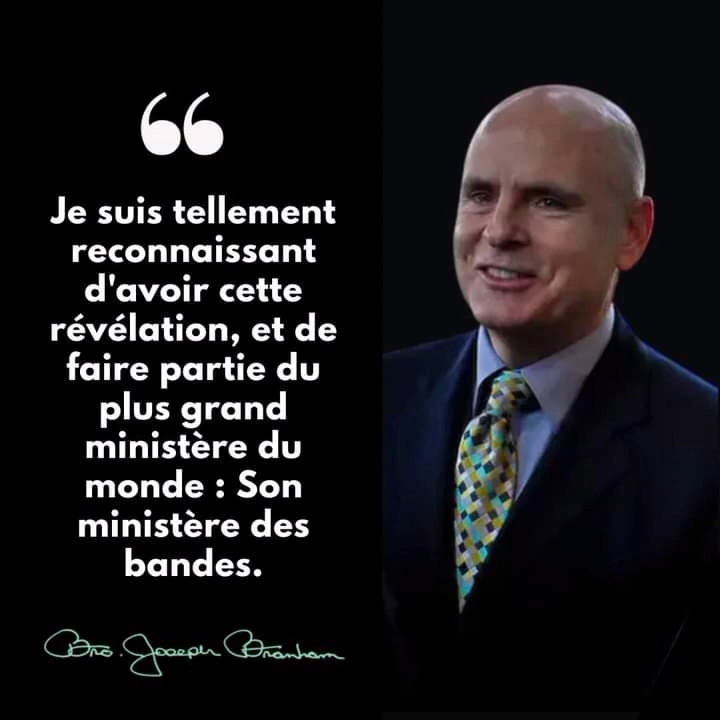 Je suis tellement
reconnaissant
d'avoir cette
révélation, et de
faire partie du
plus grand
ministère du
monde : Son
ministère des
bandes.
Bro. Joseph Branham